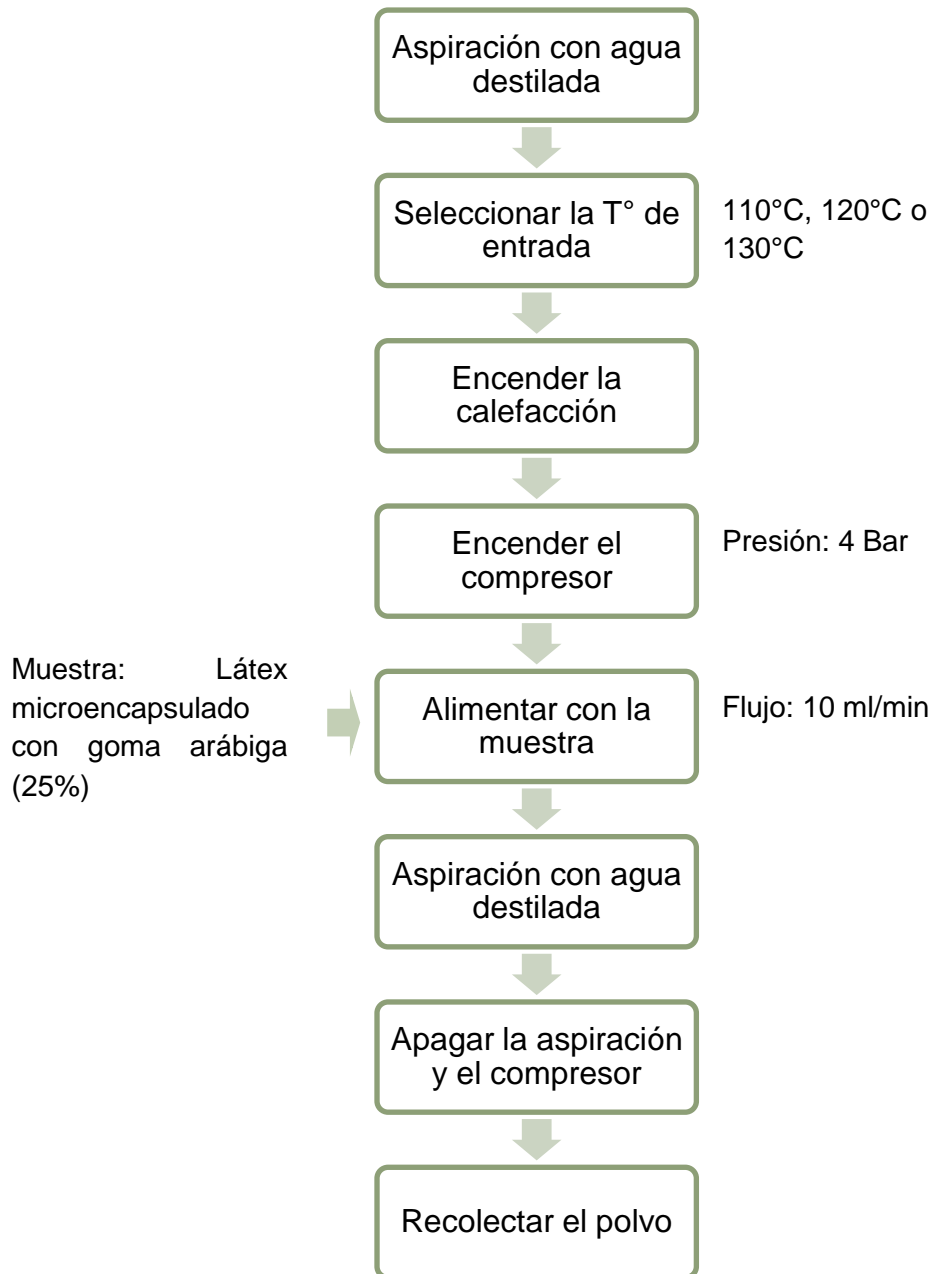 Aspiración con agua
destilada
Seleccionar la T° de
entrada
110°C, 120°C o
130°C
Encender la
calefacción
Encender el
compresor
Presión: 4 Bar
Muestra: Látex
microencapsulado
con goma arábiga
(25%)
Alimentar con la
muestra
Flujo: 10 ml/min
Aspiración con agua
destilada
Apagar la aspiración
y el compresor
Recolectar el polvo